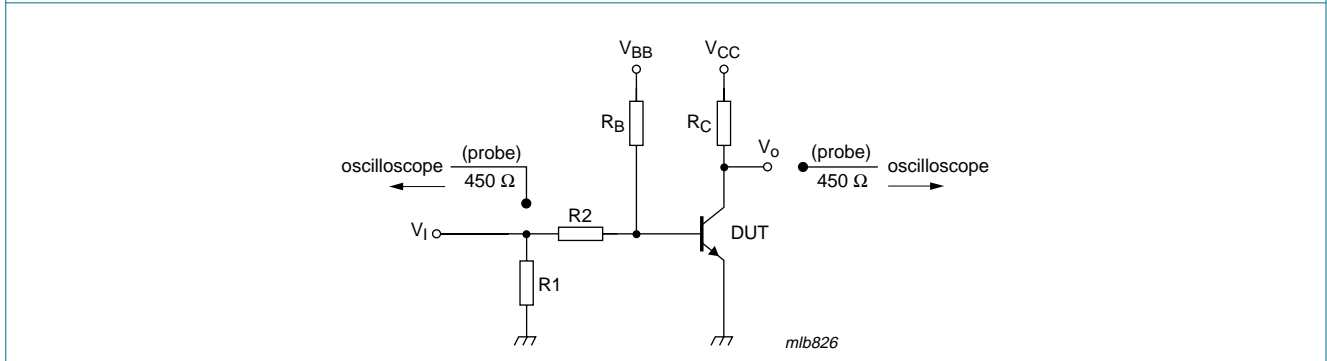 VBB
VCC
RB
RC
Vo
(probe)
oscilloscope
450 Ω
(probe)
oscilloscope
450 Ω
R2
VI
DUT
R1
mlb826